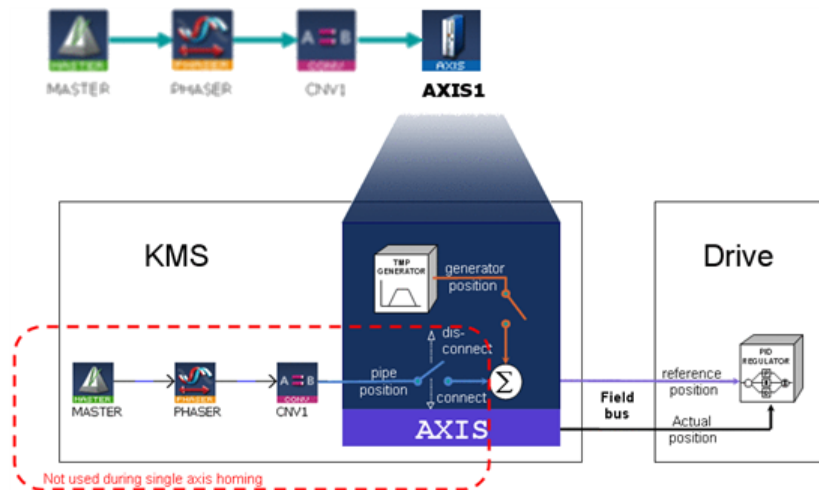 A B
MASTER
PHASER
CONV
AXIS
MASTER
PHASER
CNV1
AXIS1
KMS
Drive
TMP
GENERATOR
generator
position
dis-
connect
pipe
position
connect
Σ
MASTER
PHASER
A B
CONV
MASTER
PHASER
CNV1
AXIS
reference
position
Field
bus
Actual
position
PID
REGULATOR
Not used during single axis homing